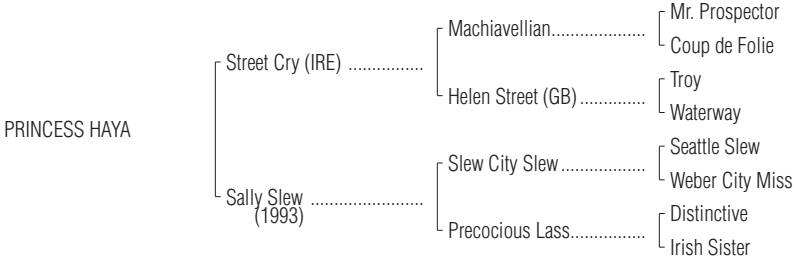 Mr. Prospector
Machiavellian....................
Coup de Folie
Street Cry (IRE) ................
Troy
Helen Street (GB)..............
Waterway
PRINCESS HAYA
Seattle Slew
Slew City Slew..................
Weber City Miss
Sally Slew ........................
(1993)
Distinctive
Precocious Lass................
Irish Sister